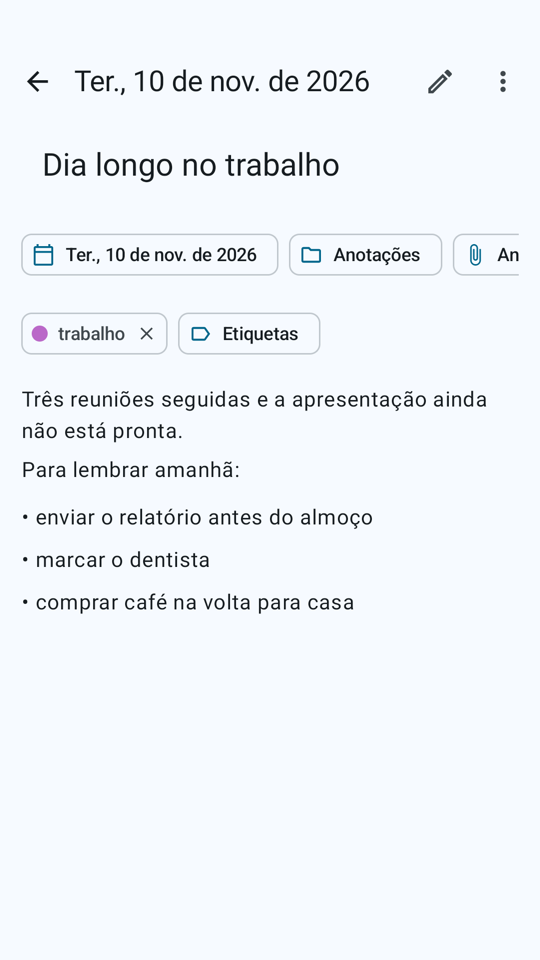 Ter., 10 de nov. de 2026
Dia longo no trabalho
Ter., 10 de nov. de 2026
Anotações
An
trabalho
Etiquetas
Três reuniões seguidas e a apresentação ainda
não está pronta.
Para lembrar amanhã:
• enviar o relatório antes do almoço
• marcar o dentista
• comprar café na volta para casa